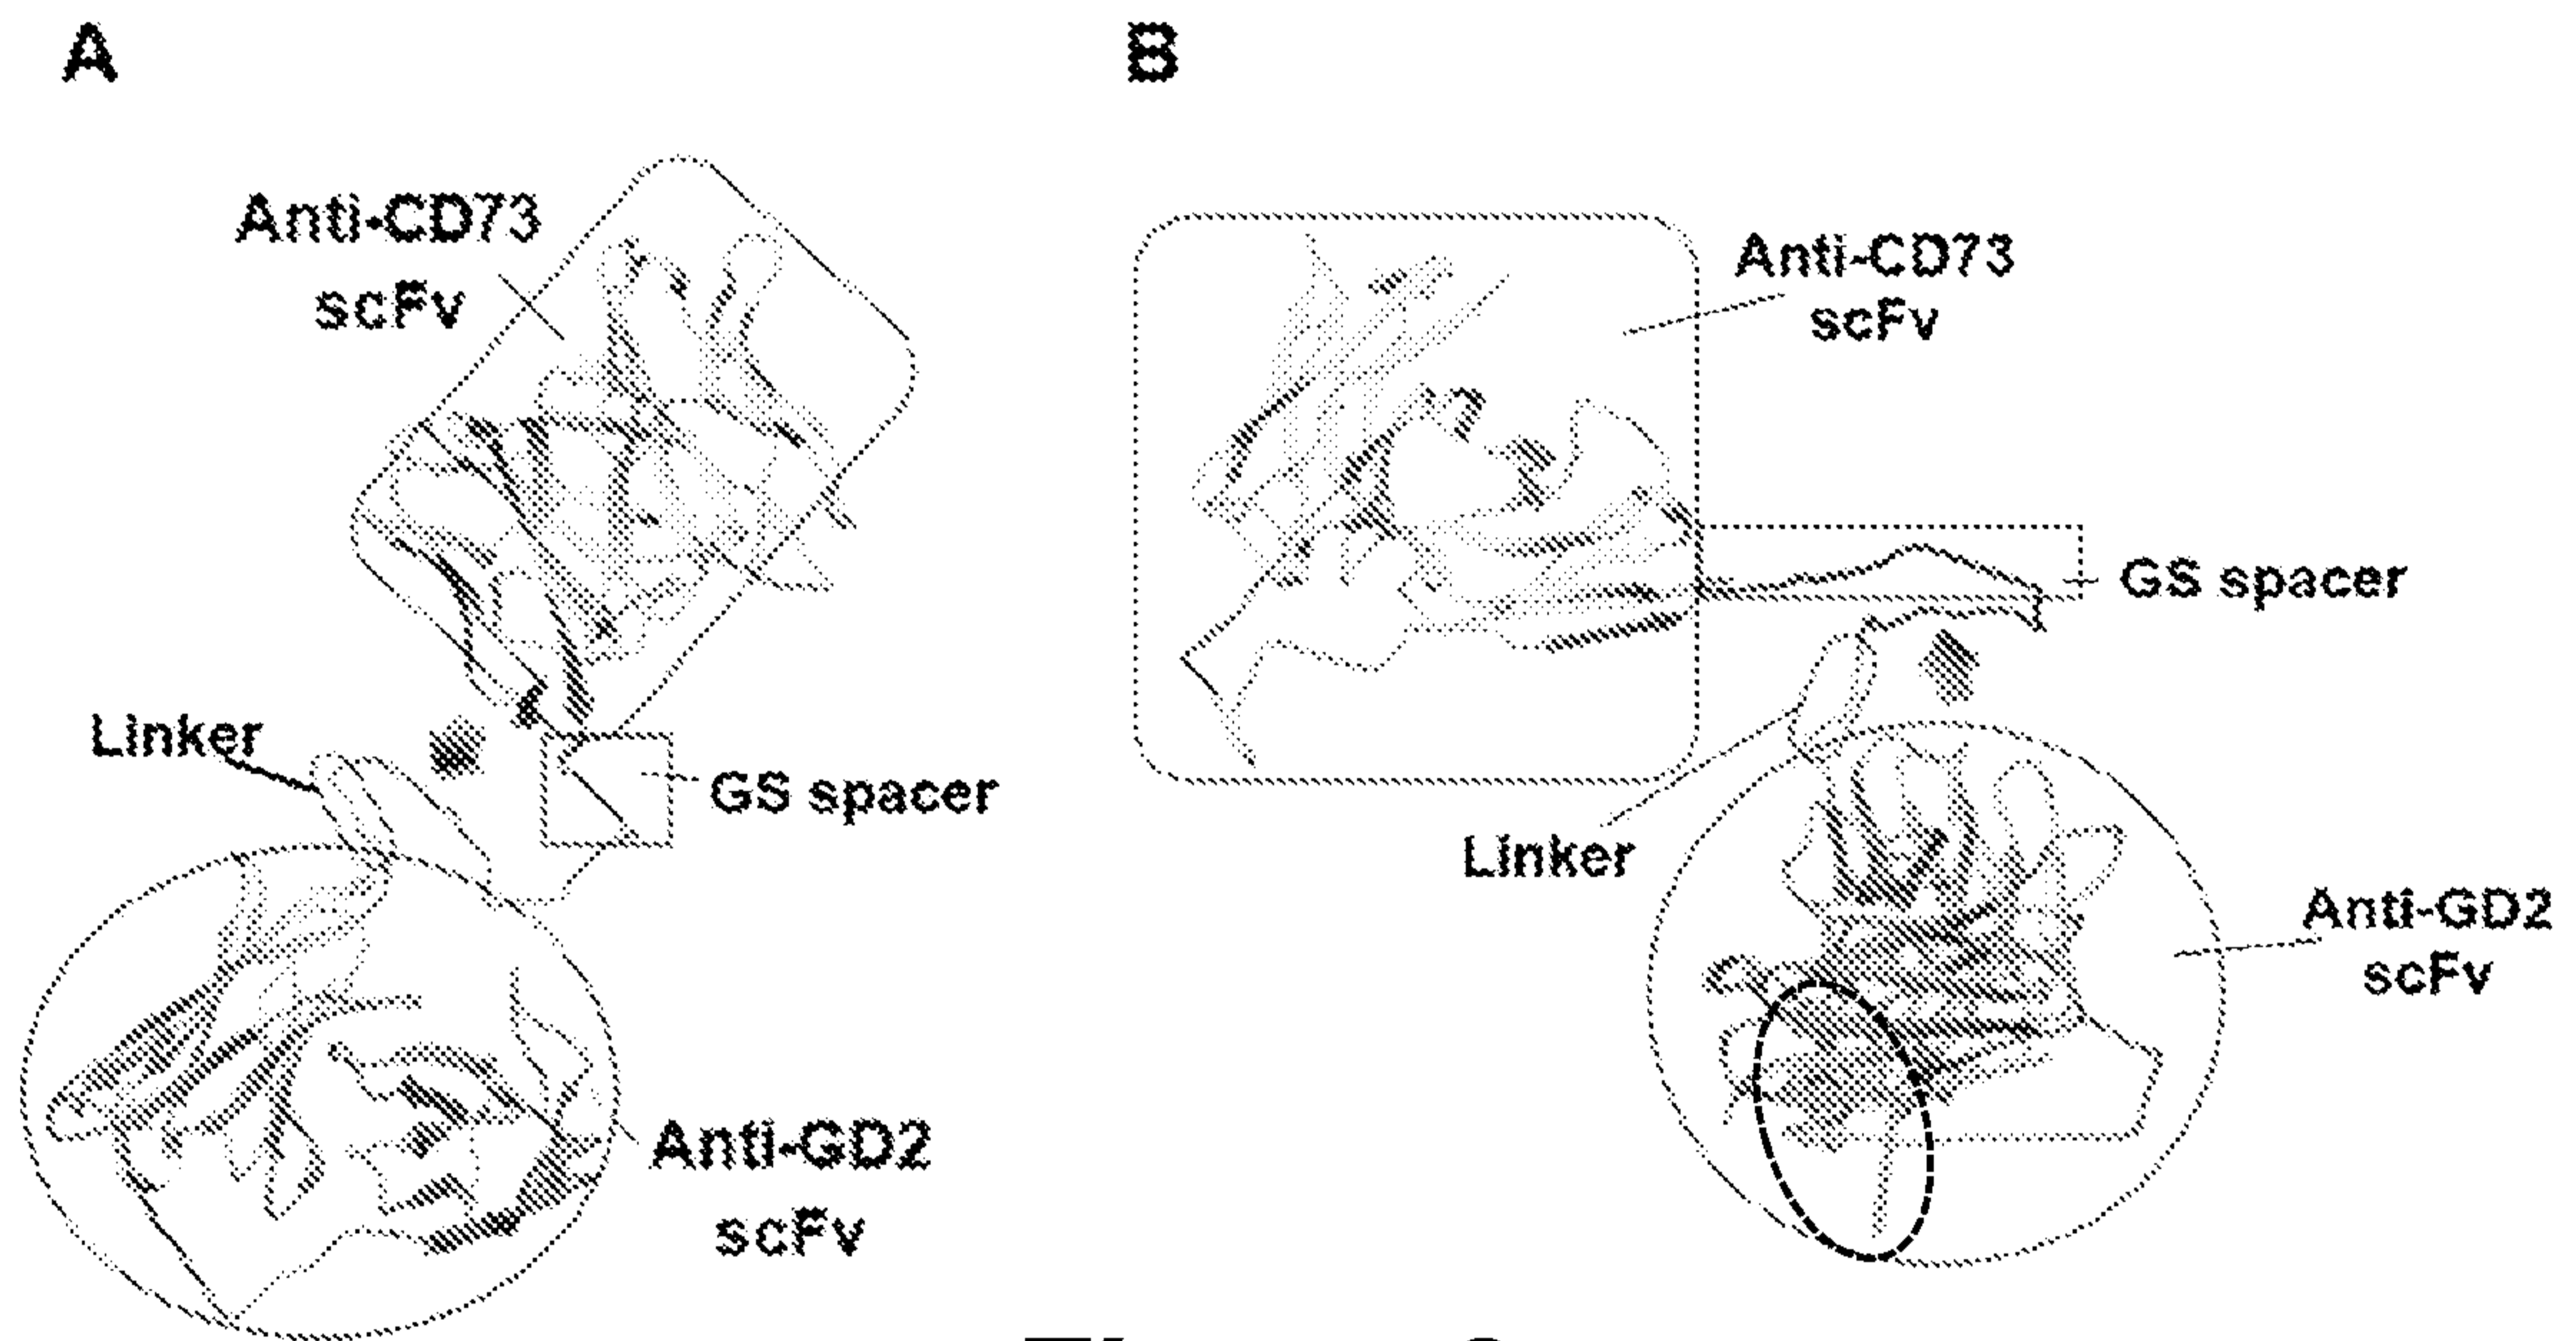 A
B
Anti-CD73
scFv
Linker
GS spacer
Anti-GD2
scFv
Anti-CD73
scFv
GS spacer
Linker
Anti-GD2
scFv